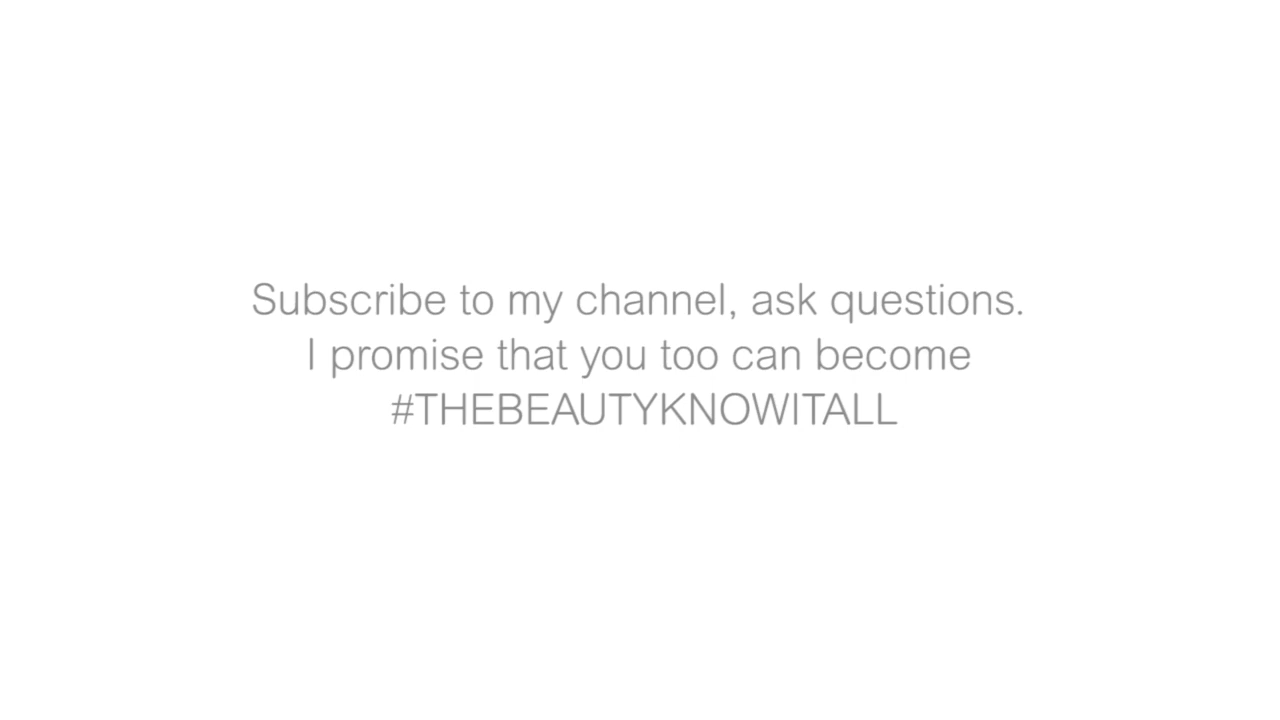 Subscribe to my channel, ask questions.
I promise that you too can become
#THEBEAUTYKNOWITALL